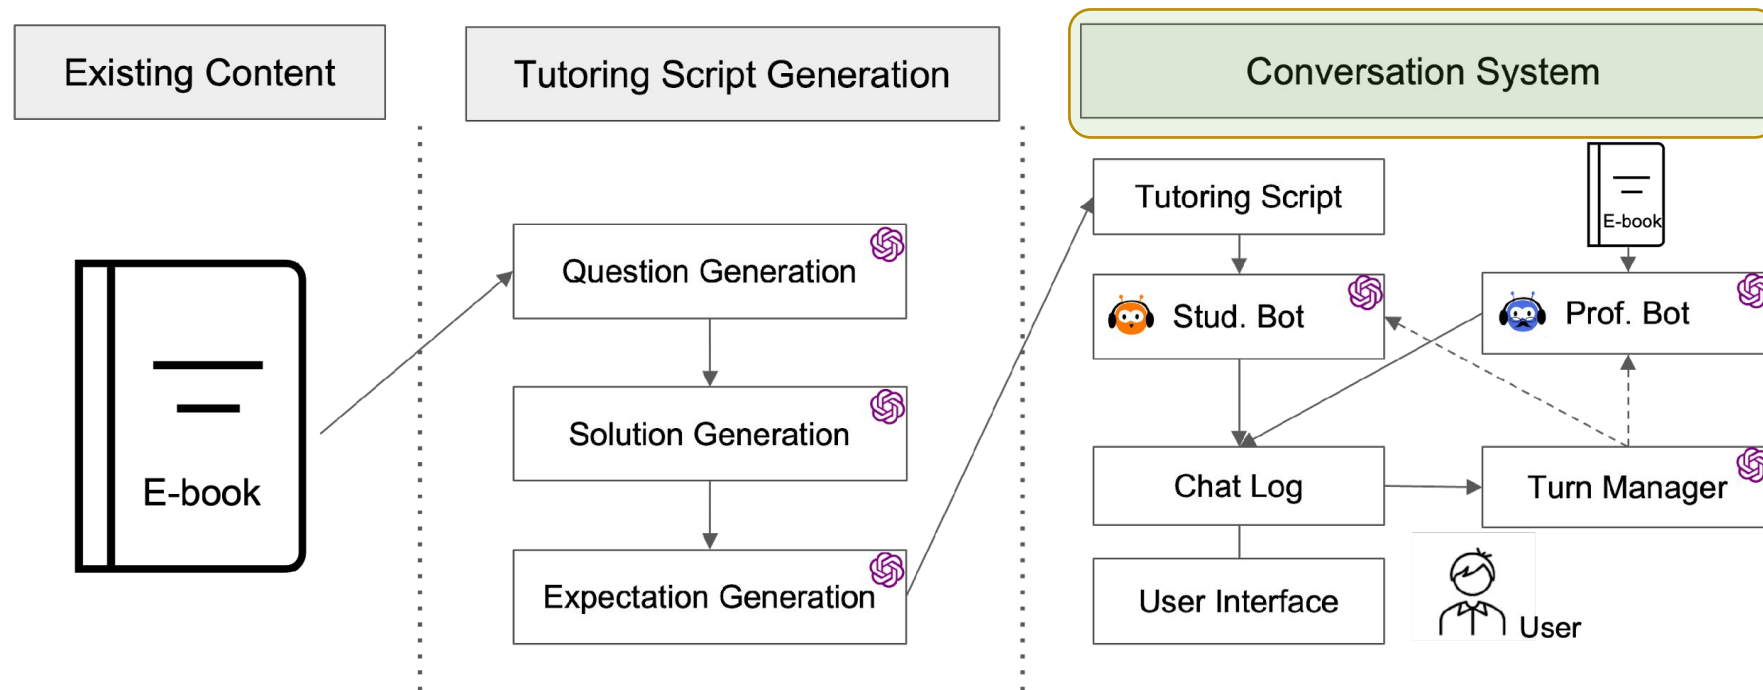 Existing Content
Tutoring Script Generation
Conversation System
E-book
Question Generation
Solution Generation
Expectation Generation
Tutoring Script
E-book
Stud. Bot
Prof. Bot
Chat Log
Turn Manager
User Interface
User